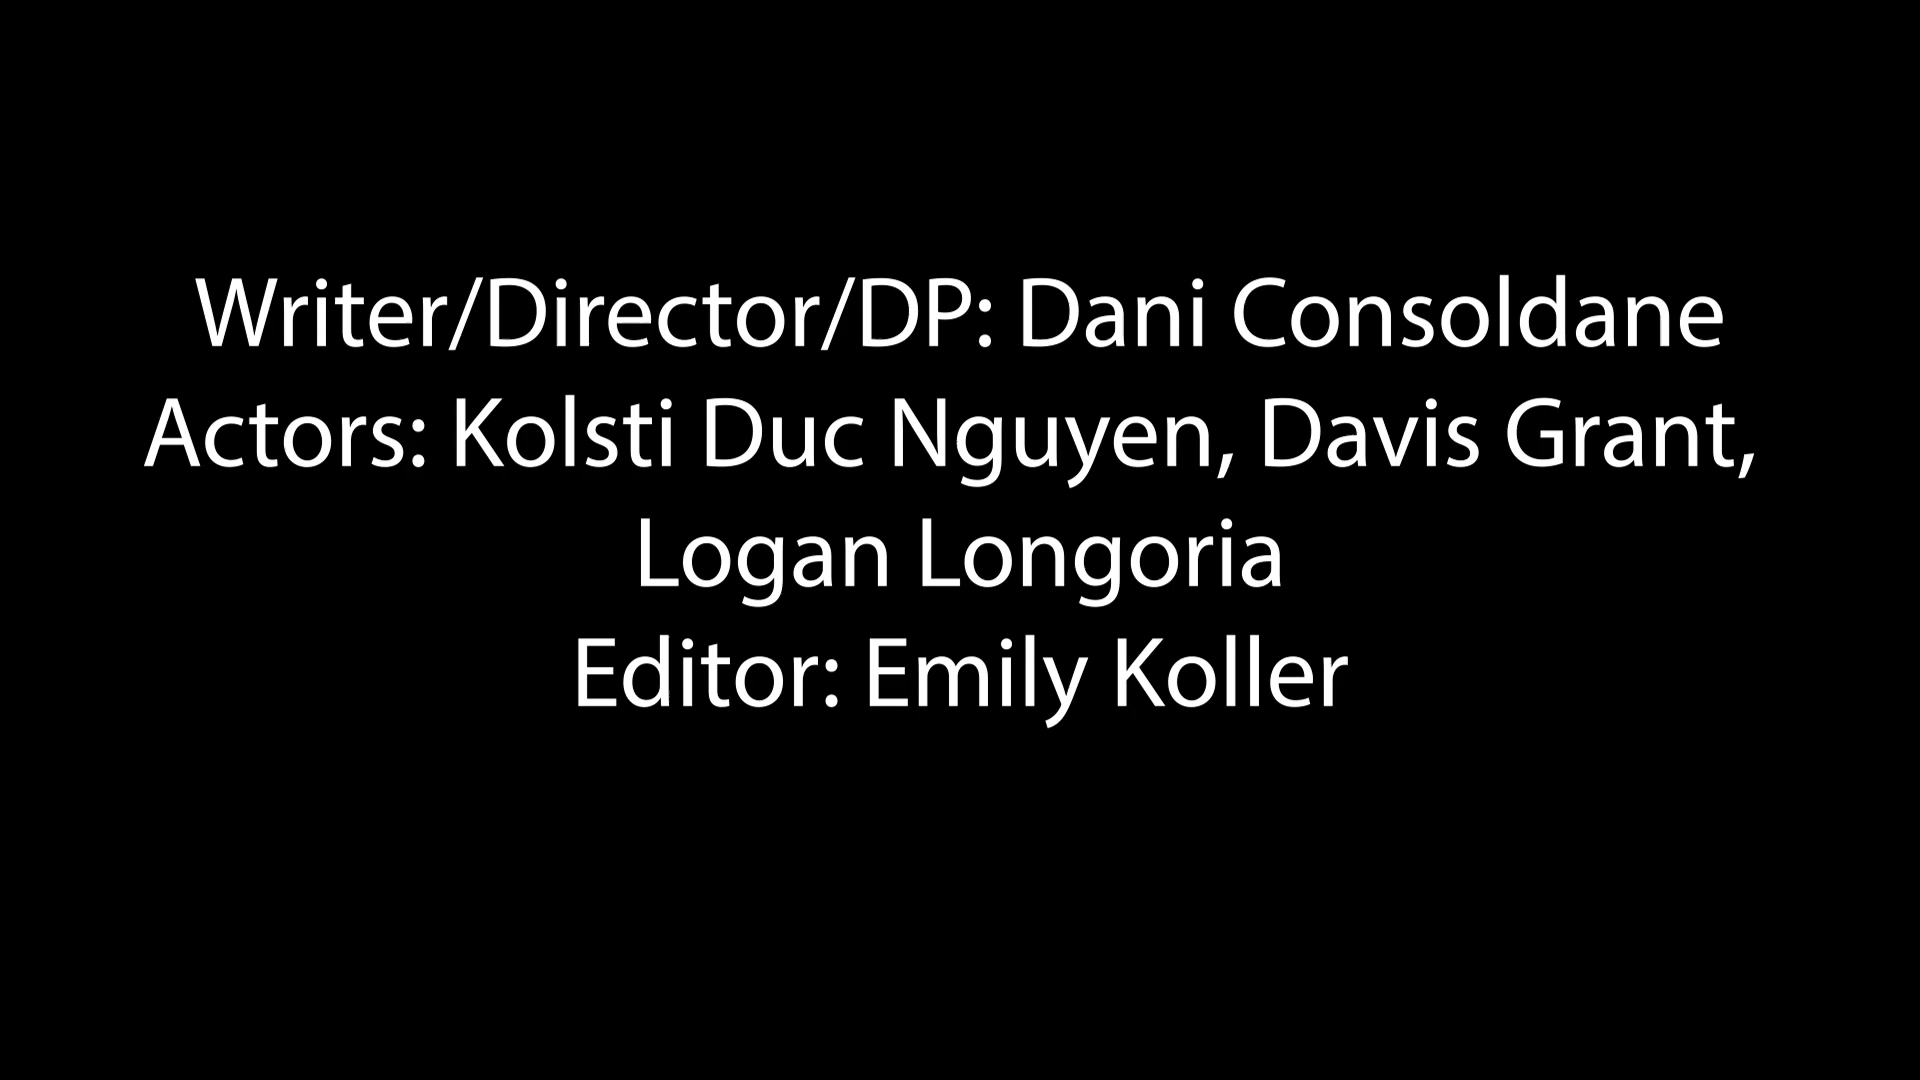 Writer/Director/DP: Dani Consoldane
Actors: Kolsti Duc Nguyen, Davis Grant,
Logan Longoria
Editor: Emily Koller